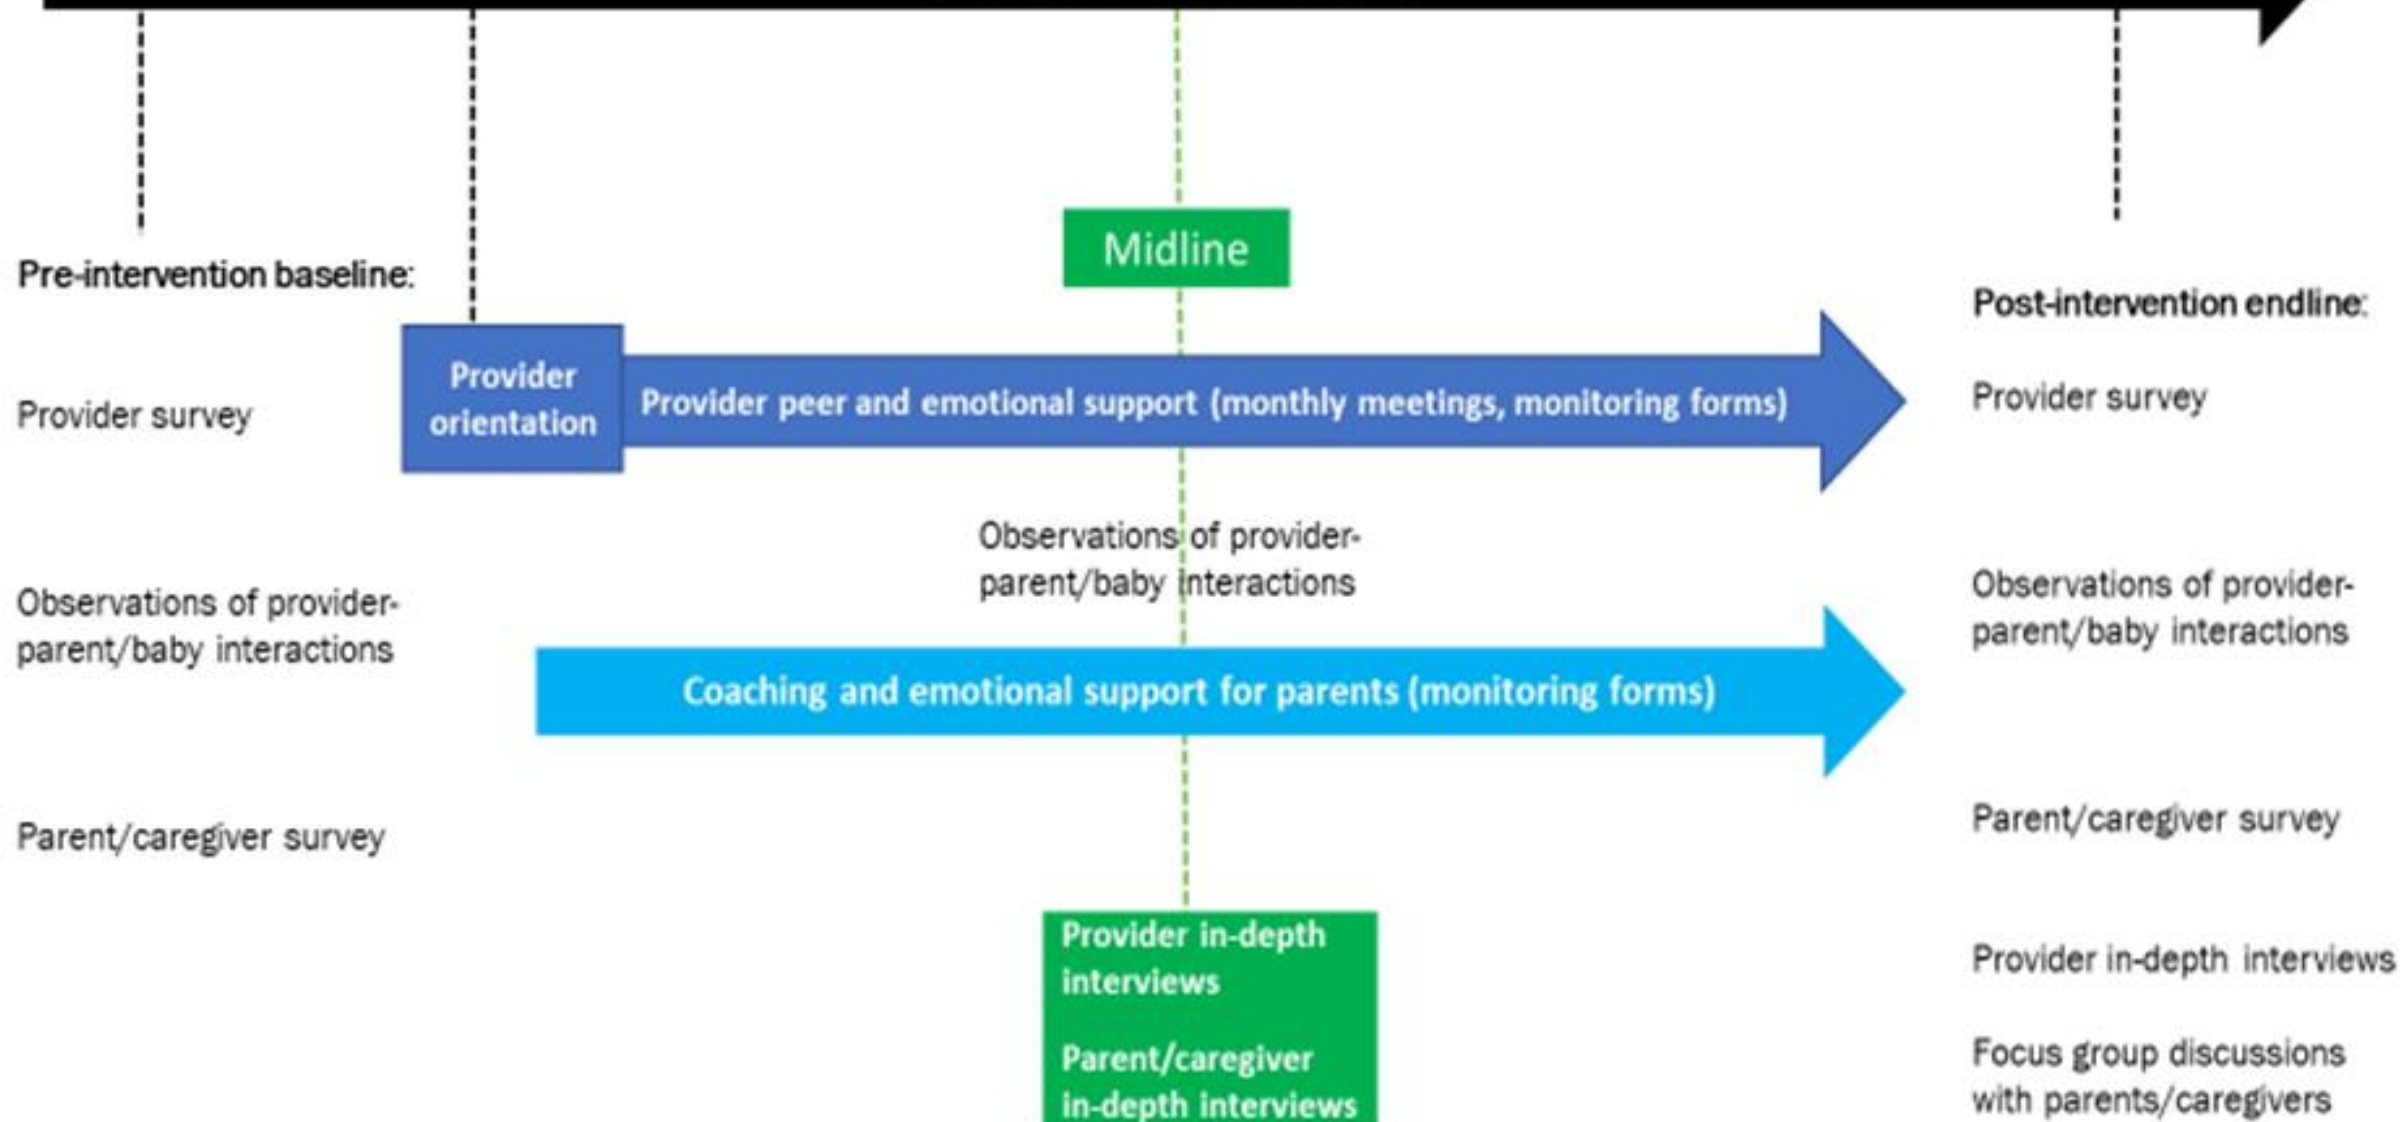 Midline
Pre-intervention baseline:
Provider survey
Observations of provider-
parent/baby interactions
Parent/caregiver survey
Provider
orientation
Provider peer and emotional support (monthly meetings, monitoring forms)
Observations of provider-
parent/baby interactions
Coaching and emotional support for parents (monitoring forms)
Provider in-depth
interviews
Parent/caregiver
in-depth interviews
Post-intervention endline:
Provider survey
Observations of provider-
parent/baby interactions
Parent/caregiver survey
Provider in-depth interviews
Focus group discussions
with parents/caregivers